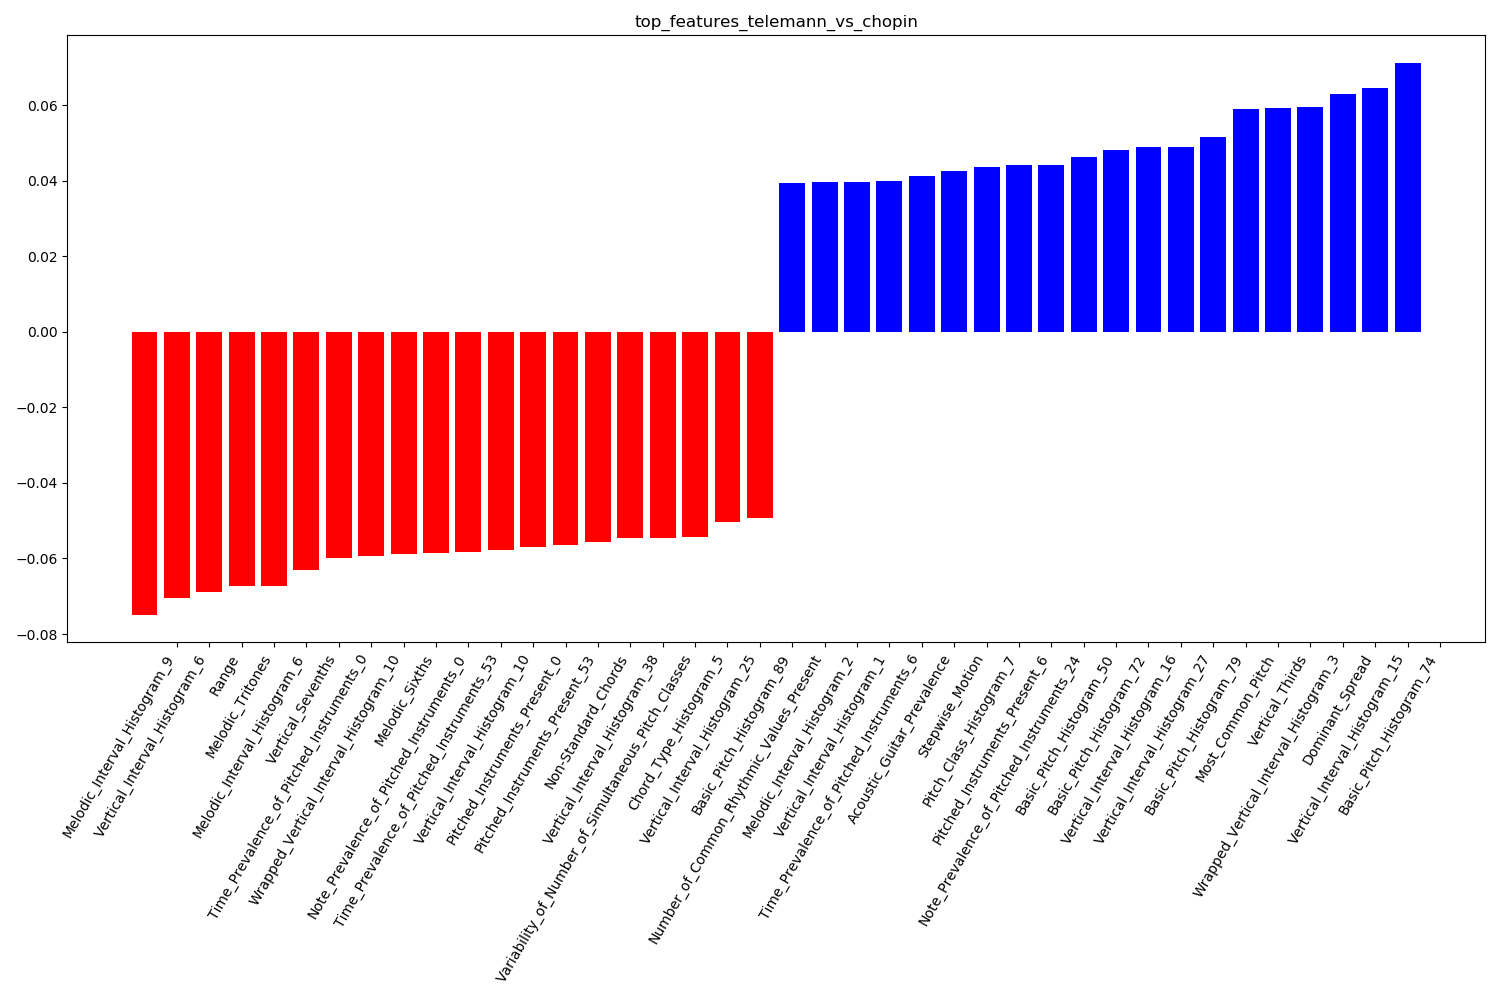 top_features_telemann_vs_chopin
0.06
0.04
0.02
0.00
−0.02
−0.04
−0.06
−0.08
Melodic_Interval_Histogram_9
Vertical_Interval_Histogram_6
Range
Melodic_Tritones
Melodic_Interval_Histogram_6
Vertical_Sevenths
Time_Prevalence_of_Pitched_Instruments_0
Wrapped_Vertical_Interval_Histogram_10
Melodic_Sixths
Note_Prevalence_of_Pitched_Instruments_0
Time_Prevalence_of_Pitched_Instruments_53
Vertical_Interval_Histogram_10
Pitched_Instruments_Present_0
Pitched_Instruments_Present_53
Non-Standard_Chords
Vertical_Interval_Histogram_38
Variability_of_Number_of_Simultaneous_Pitch_Classes
Chord_Type_Histogram_5
Vertical_Interval_Histogram_25
Basic_Pitch_Histogram_89
Number_of_Common_Rhythmic_Values_Present
Melodic_Interval_Histogram_2
Vertical_Interval_Histogram_1
Time_Prevalence_of_Pitched_Instruments_6
Acoustic_Guitar_Prevalence
Stepwise_Motion
Pitch_Class_Histogram_7
Pitched_Instruments_Present_6
Note_Prevalence_of_Pitched_Instruments_24
Basic_Pitch_Histogram_50
Basic_Pitch_Histogram_72
Vertical_Interval_Histogram_16
Vertical_Interval_Histogram_27
Basic_Pitch_Histogram_79
Most_Common_Pitch
Vertical_Thirds
Wrapped_Vertical_Interval_Histogram_3
Dominant_Spread
Vertical_Interval_Histogram_15
Basic_Pitch_Histogram_74